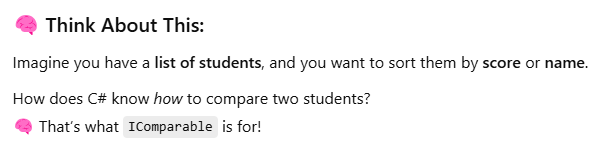 🧠 Think About This:
Imagine you have a list of students, and you want to sort them by score or name.
How does C# know how to compare two students?
🧠 That's what IComparable is for!